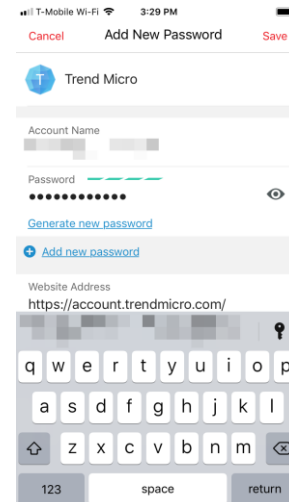 T-Mobile Wi-Fi 3:29 PM
Cancel Add New Password Save
T Trend Micro
Account Name
Password
●●●●●●●●●●●●
Generate new password
Add new password
Website Address
https://account.trendmicro.com/
q w e r t y u i o p
a s d f g h j k l
z x c v b n m
123 space return